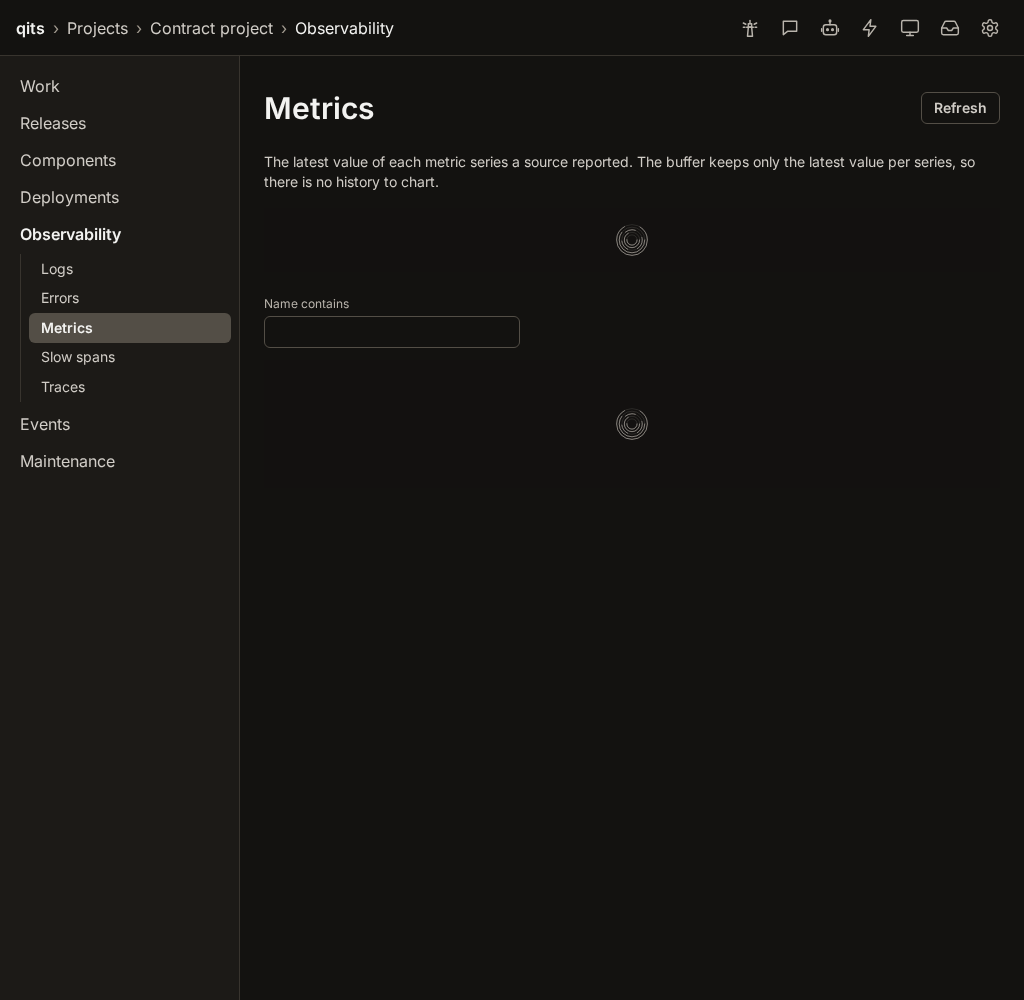 qits › Projects › Contract project › Observability
Work
Releases
Components
Deployments
Observability
Logs
Errors
Metrics
Slow spans
Traces
Events
Maintenance
Metrics
Refresh
The latest value of each metric series a source reported. The buffer keeps only the latest value per series, so
there is no history to chart.
Name contains